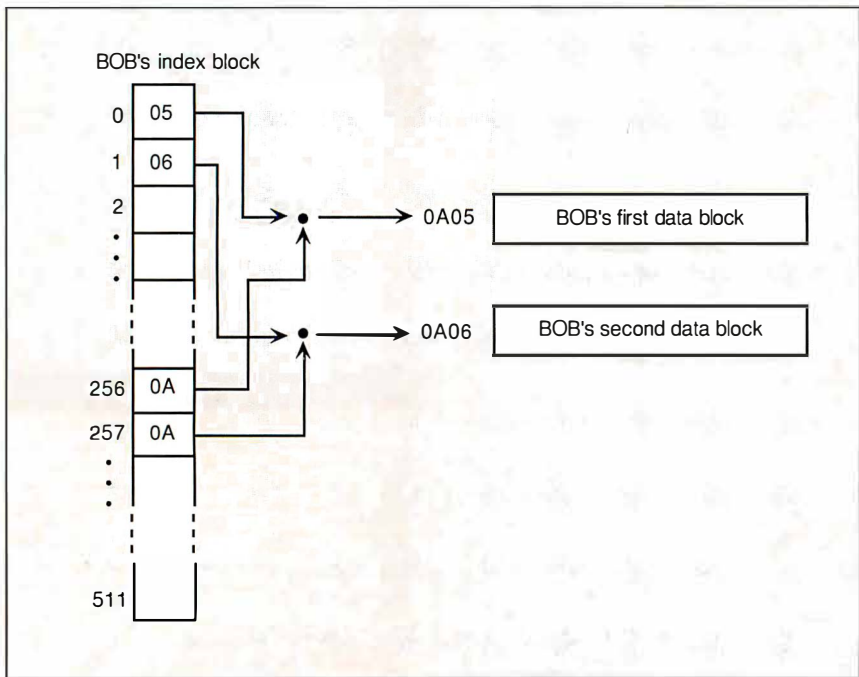 BOB's index block
0 05
1 06
2
0A05 BOB's first data block
0A06 BOB's second data block
256 0A
257 0A
511